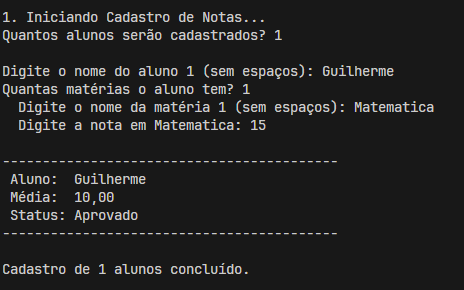 1. Iniciando Cadastro de Notas...
Quantos alunos serão cadastrados? 1
Digite o nome do aluno 1 (sem espaços): Guilherme
Quantas matérias o aluno tem? 1
Digite o nome da matéria 1 (sem espaços): Matematica
Digite a nota em Matematica: 15
-----------------------------------------
Aluno:  Guilherme
Média:  10,00
Status: Aprovado
-----------------------------------------
Cadastro de 1 alunos concluído.